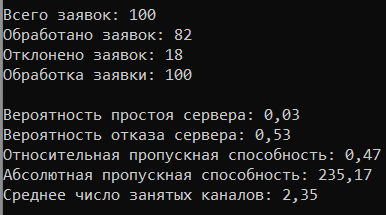 Всего заявок: 100
Обработано заявок: 82
Отклонено заявок: 18
Обработка заявки: 100
Вероятность простоя сервера: 0,03
Вероятность отказа сервера: 0,53
Относительная пропускная способность: 0,47
Абсолютная пропускная способность: 235,17
Среднее число занятых каналов: 2,35